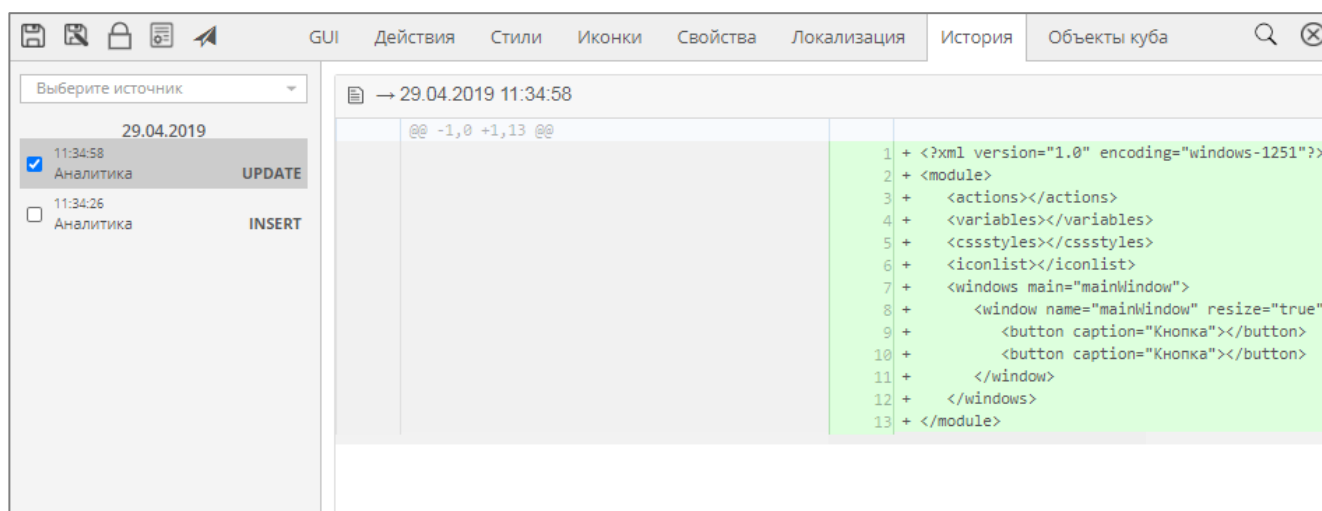 GUI Действия Стили Иконки Свойства Локализация История Объекты куба
Выберите источник
29.04.2019
11:34:58
Аналитика UPDATE
11:34:26
Аналитика INSERT
→ 29.04.2019 11:34:58
@@ -1,0 +1,13 @@
1 + <?xml version="1.0" encoding="windows-1251"?>
2 + <module>
3 + <actions></actions>
4 + <variables></variables>
5 + <cssstyles></cssstyles>
6 + <iconlist></iconlist>
7 + <windows main="mainWindow">
8 + <window name="mainWindow" resize="true"
9 + <button caption="Кнопка"></button>
10 + <button caption="Кнопка"></button>
11 + </window>
12 + </windows>
13 + </module>